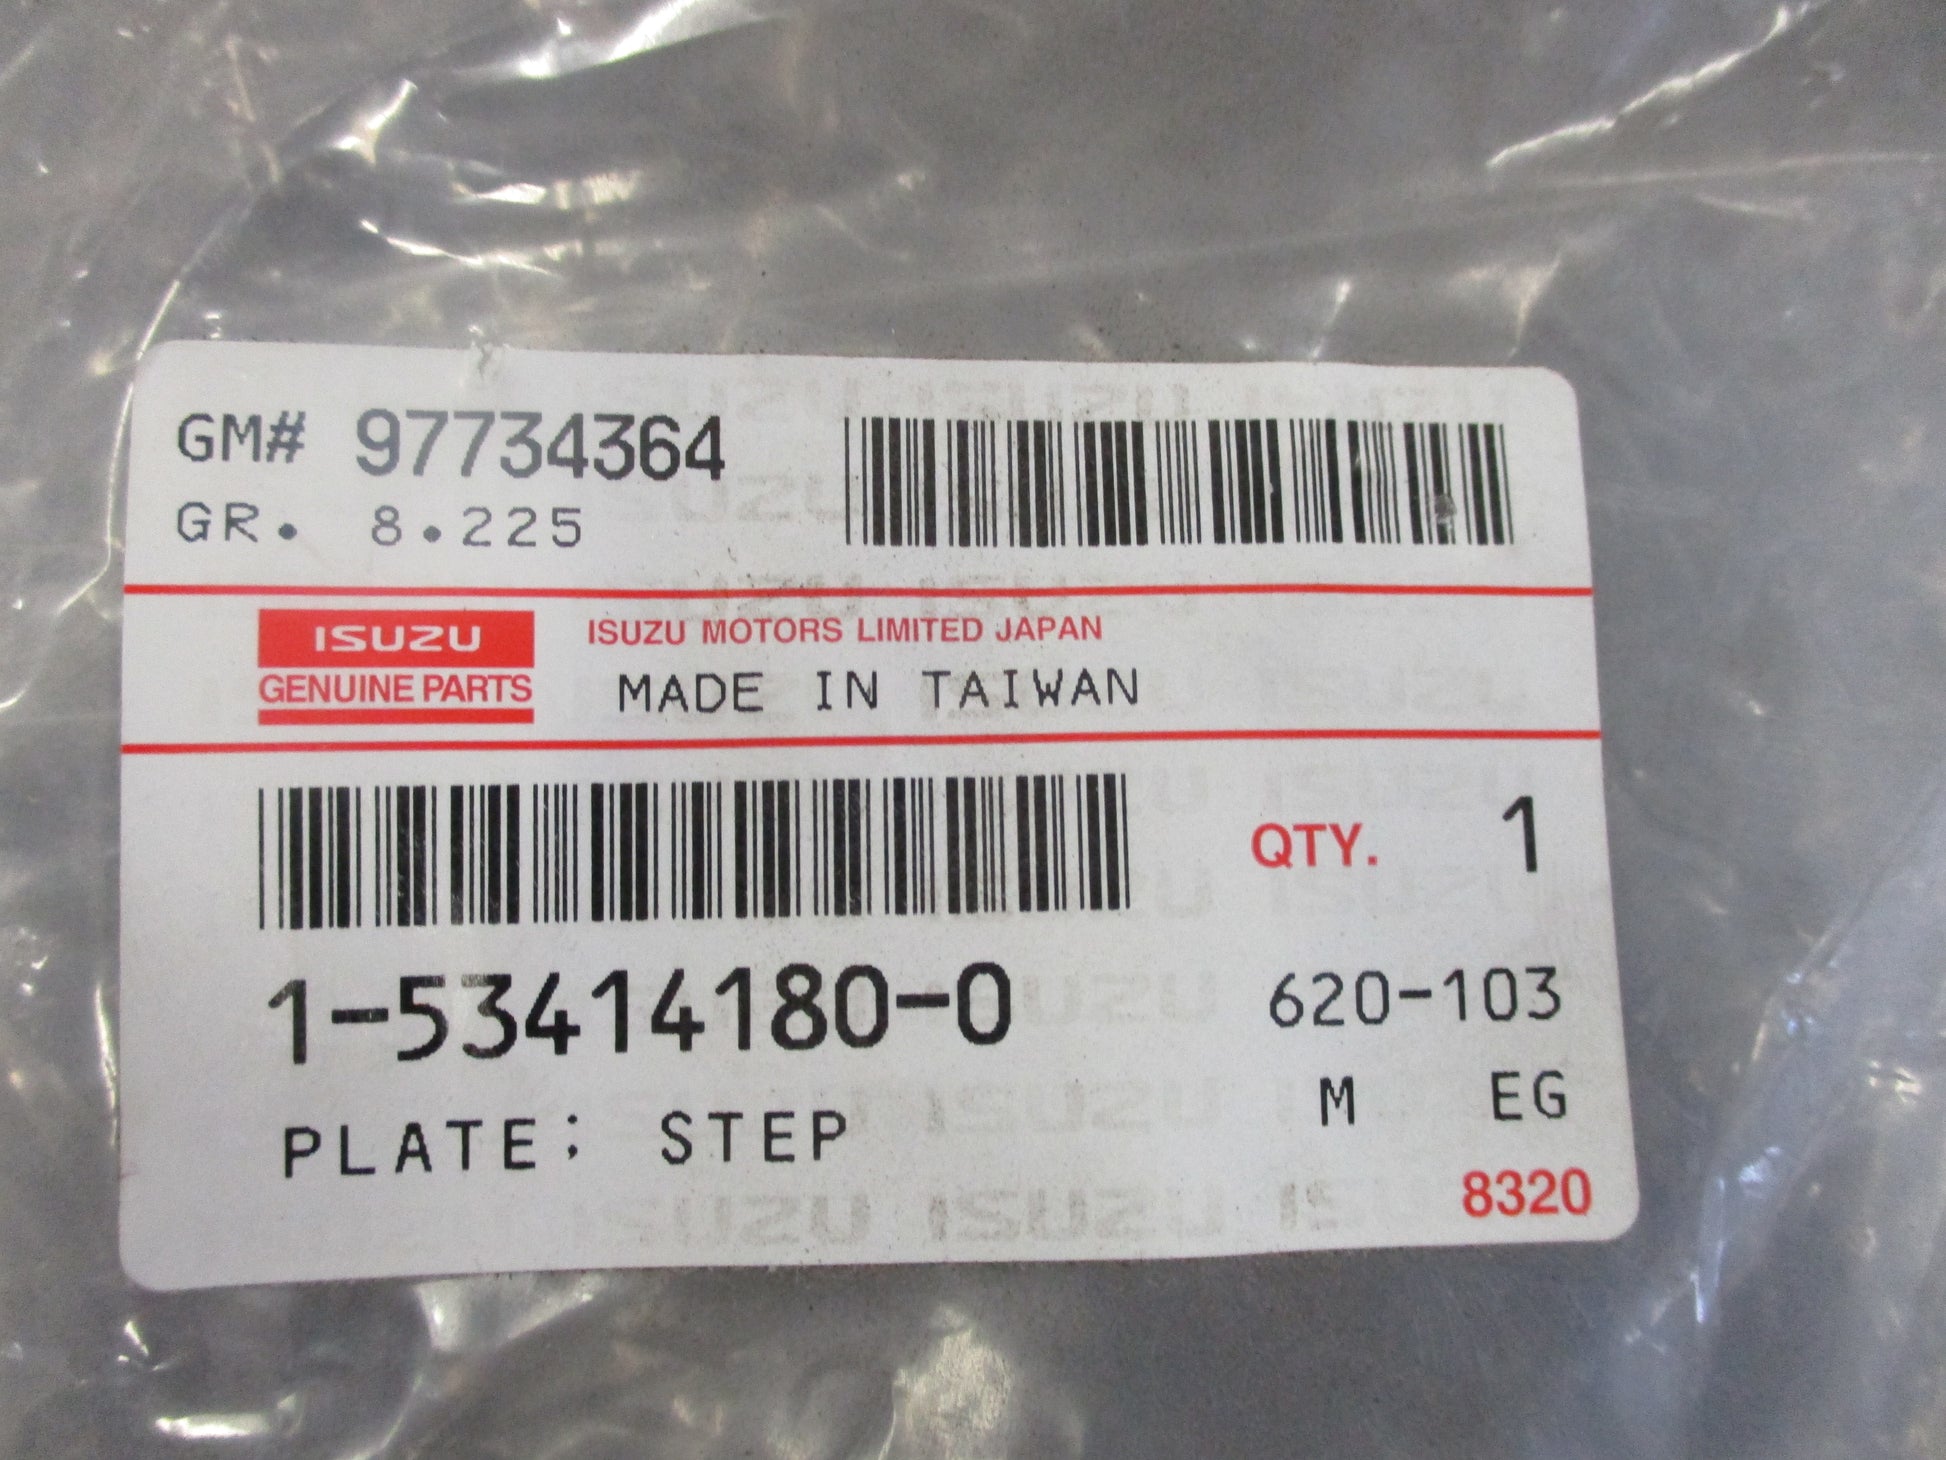 GM# 97734364
GR. 8.225
ISUZU
GENUINE PARTS
ISUZU MOTORS LIMITED JAPAN
MADE IN TAIWAN
QTY. 1
1-53414180-0
620-103
PLATE; STEP
M EG
8320